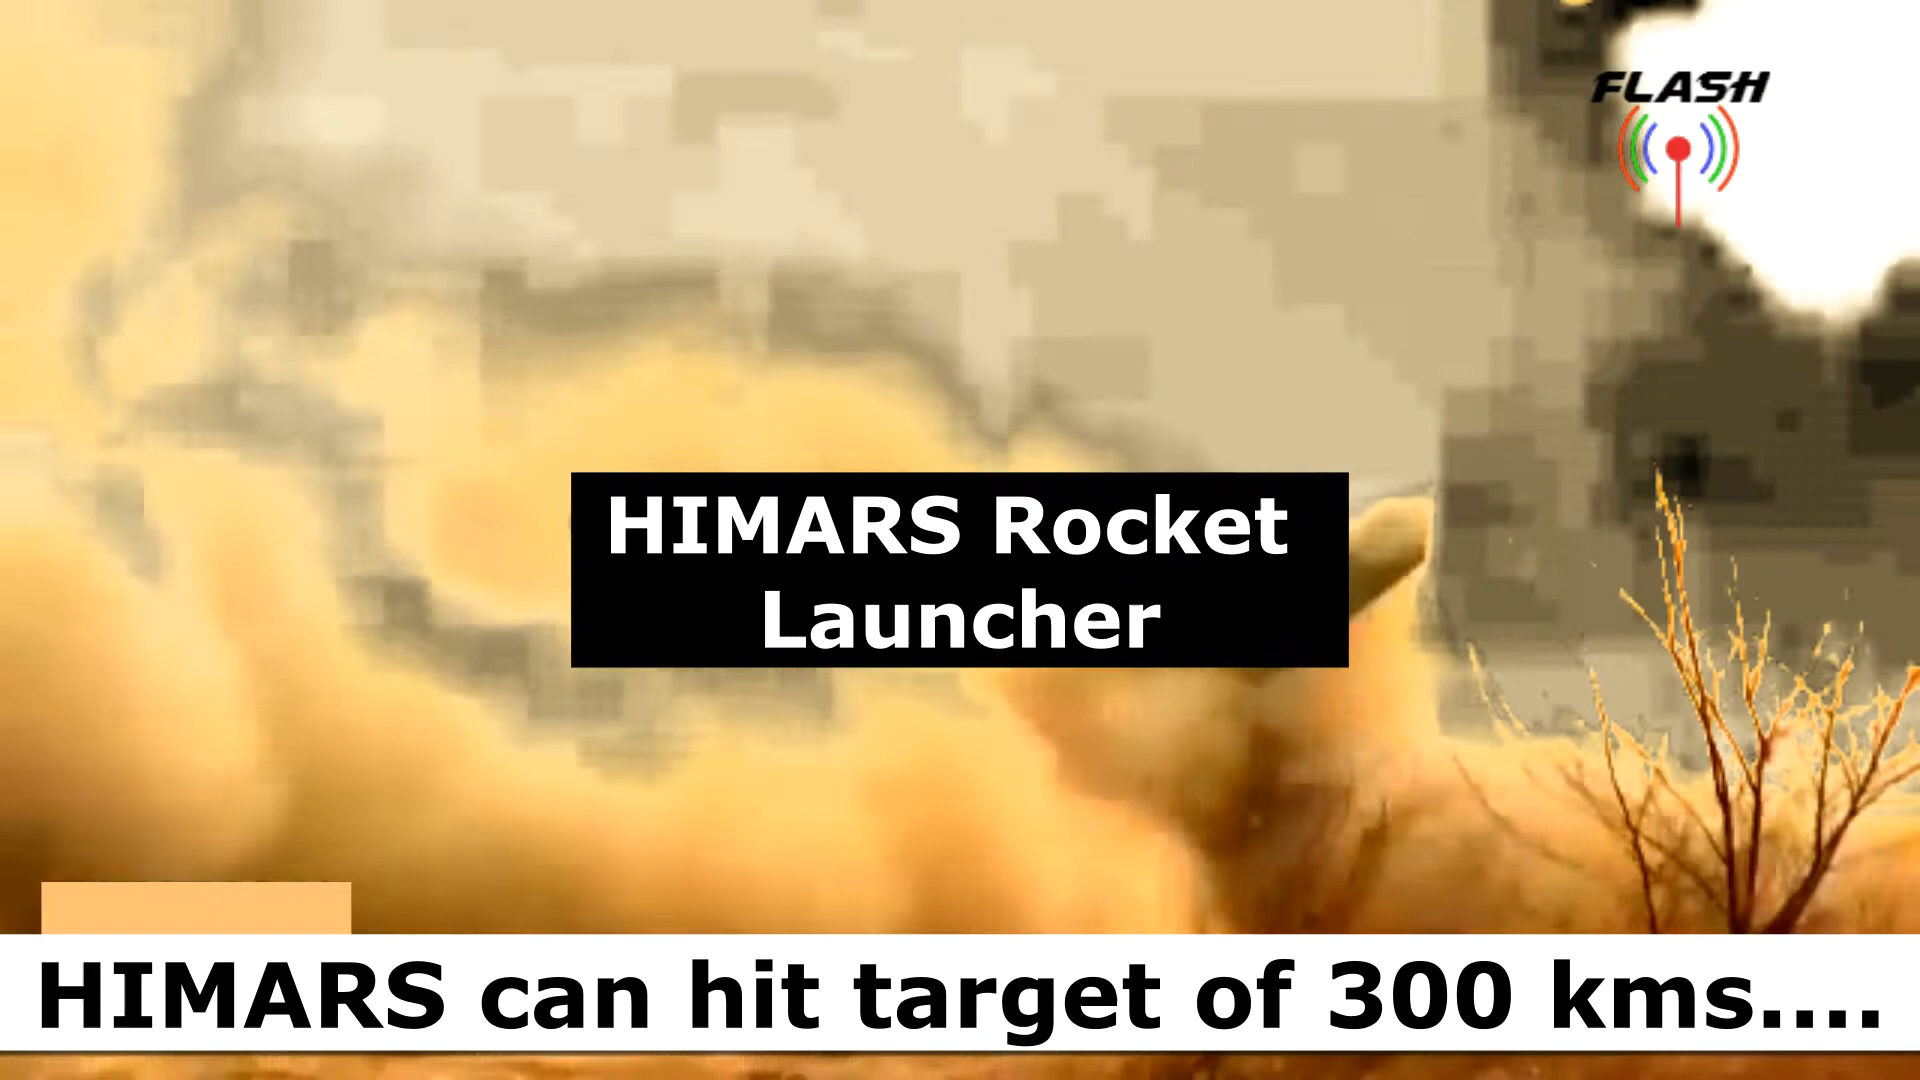 FLASH
HIMARS Rocket
Launcher
HIMARS can hit target of 300 kms....